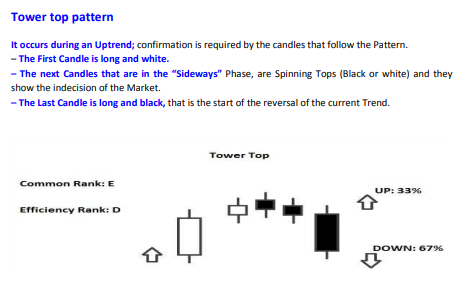 Tower top pattern
It occurs during an Uptrend; confirmation is required by the candles that follow the Pattern.
– The First Candle is long and white.
– The next Candles that are in the “Sideways” Phase, are Spinning Tops (Black or white) and they
show the indecision of the Market.
– The Last Candle is long and black, that is the start of the reversal of the current Trend.
Tower Top
Common Rank: E
UP: 33%
Efficiency Rank: D
DOWN: 67%